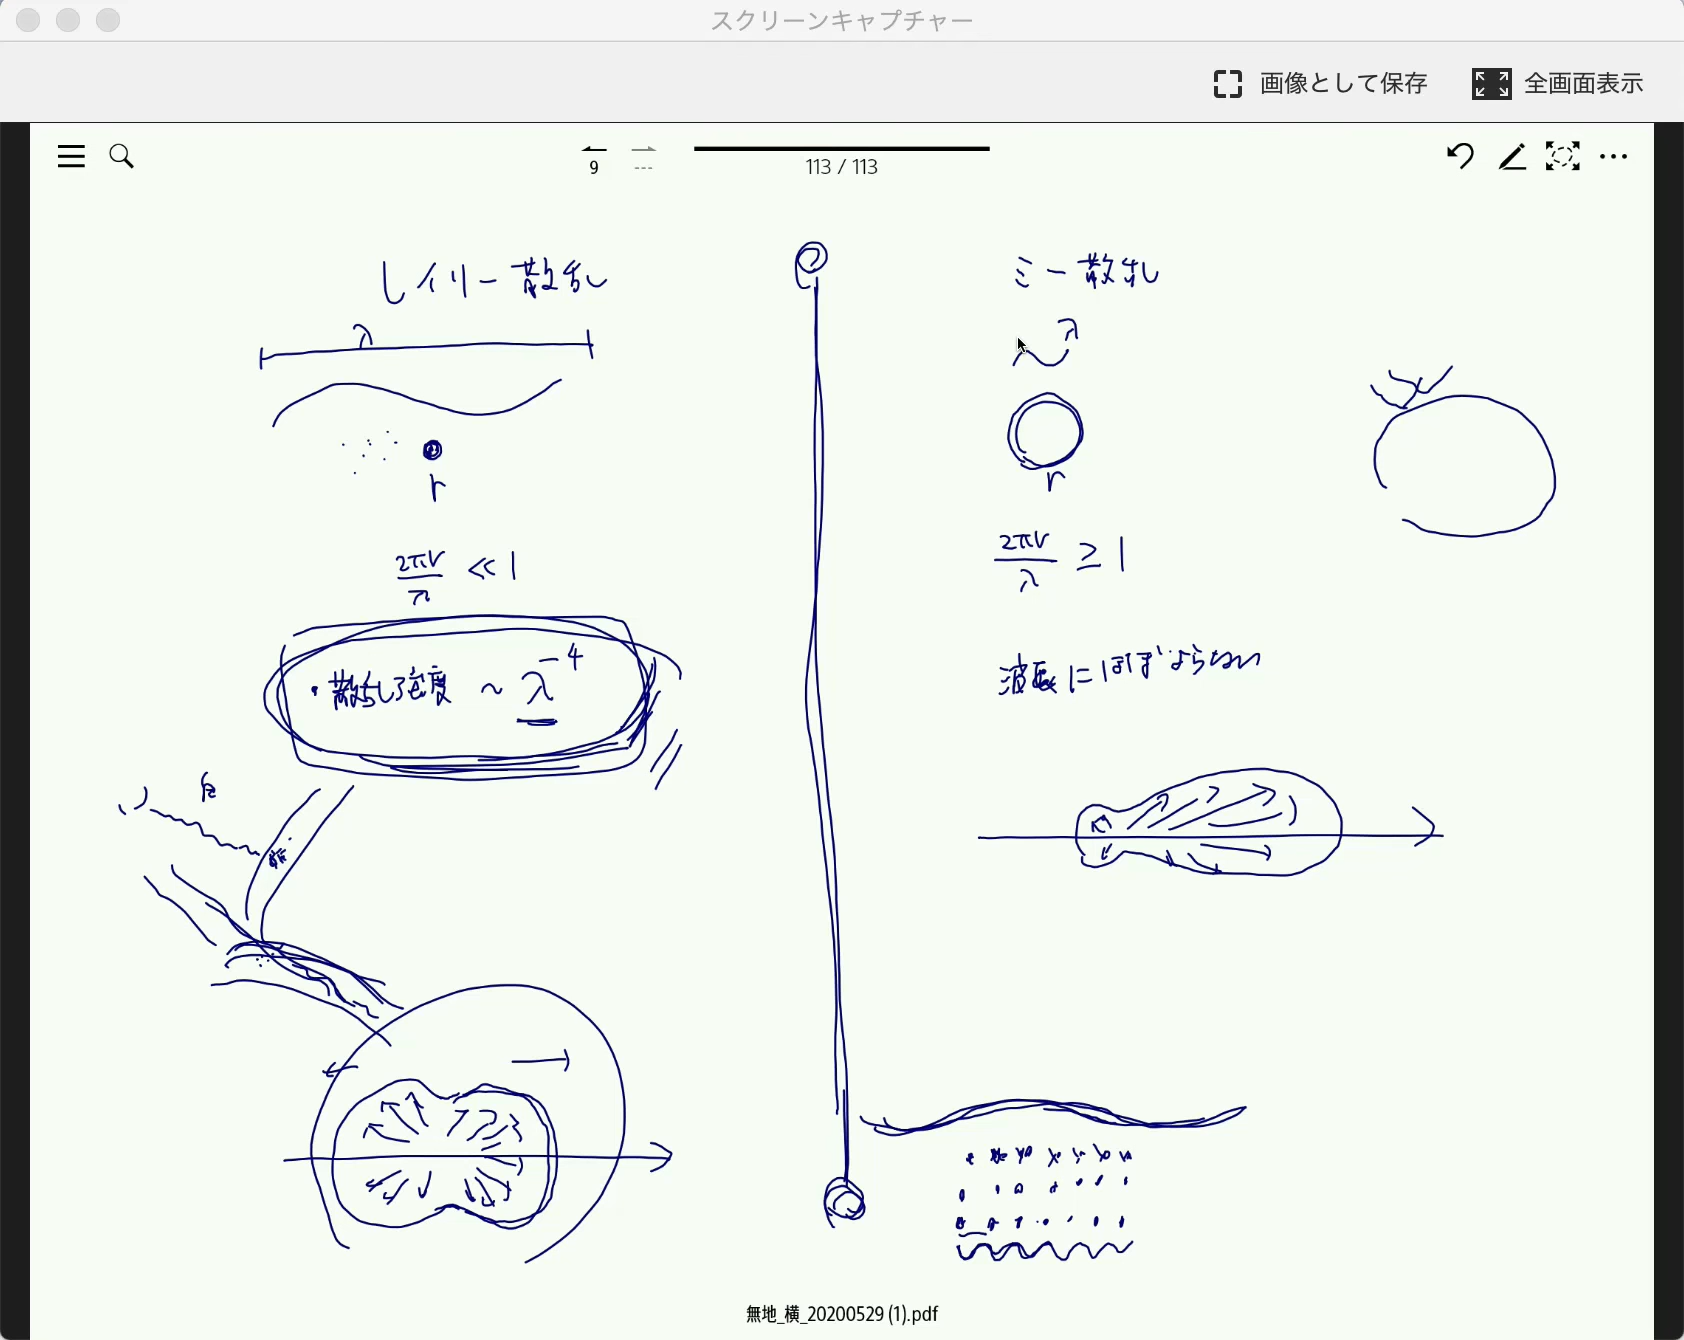 スクリーンキャプチャー
画像として保存
全画面表示
9
---
113 / 113
レイリー散乱
λ
r
2πr/λ ≪ 1
・散乱強度 ~ λ^-4
ミー散乱
λ
r
2πr/λ ≥ 1
波長にほぼよらない
無地_横_20200529 (1).pdf